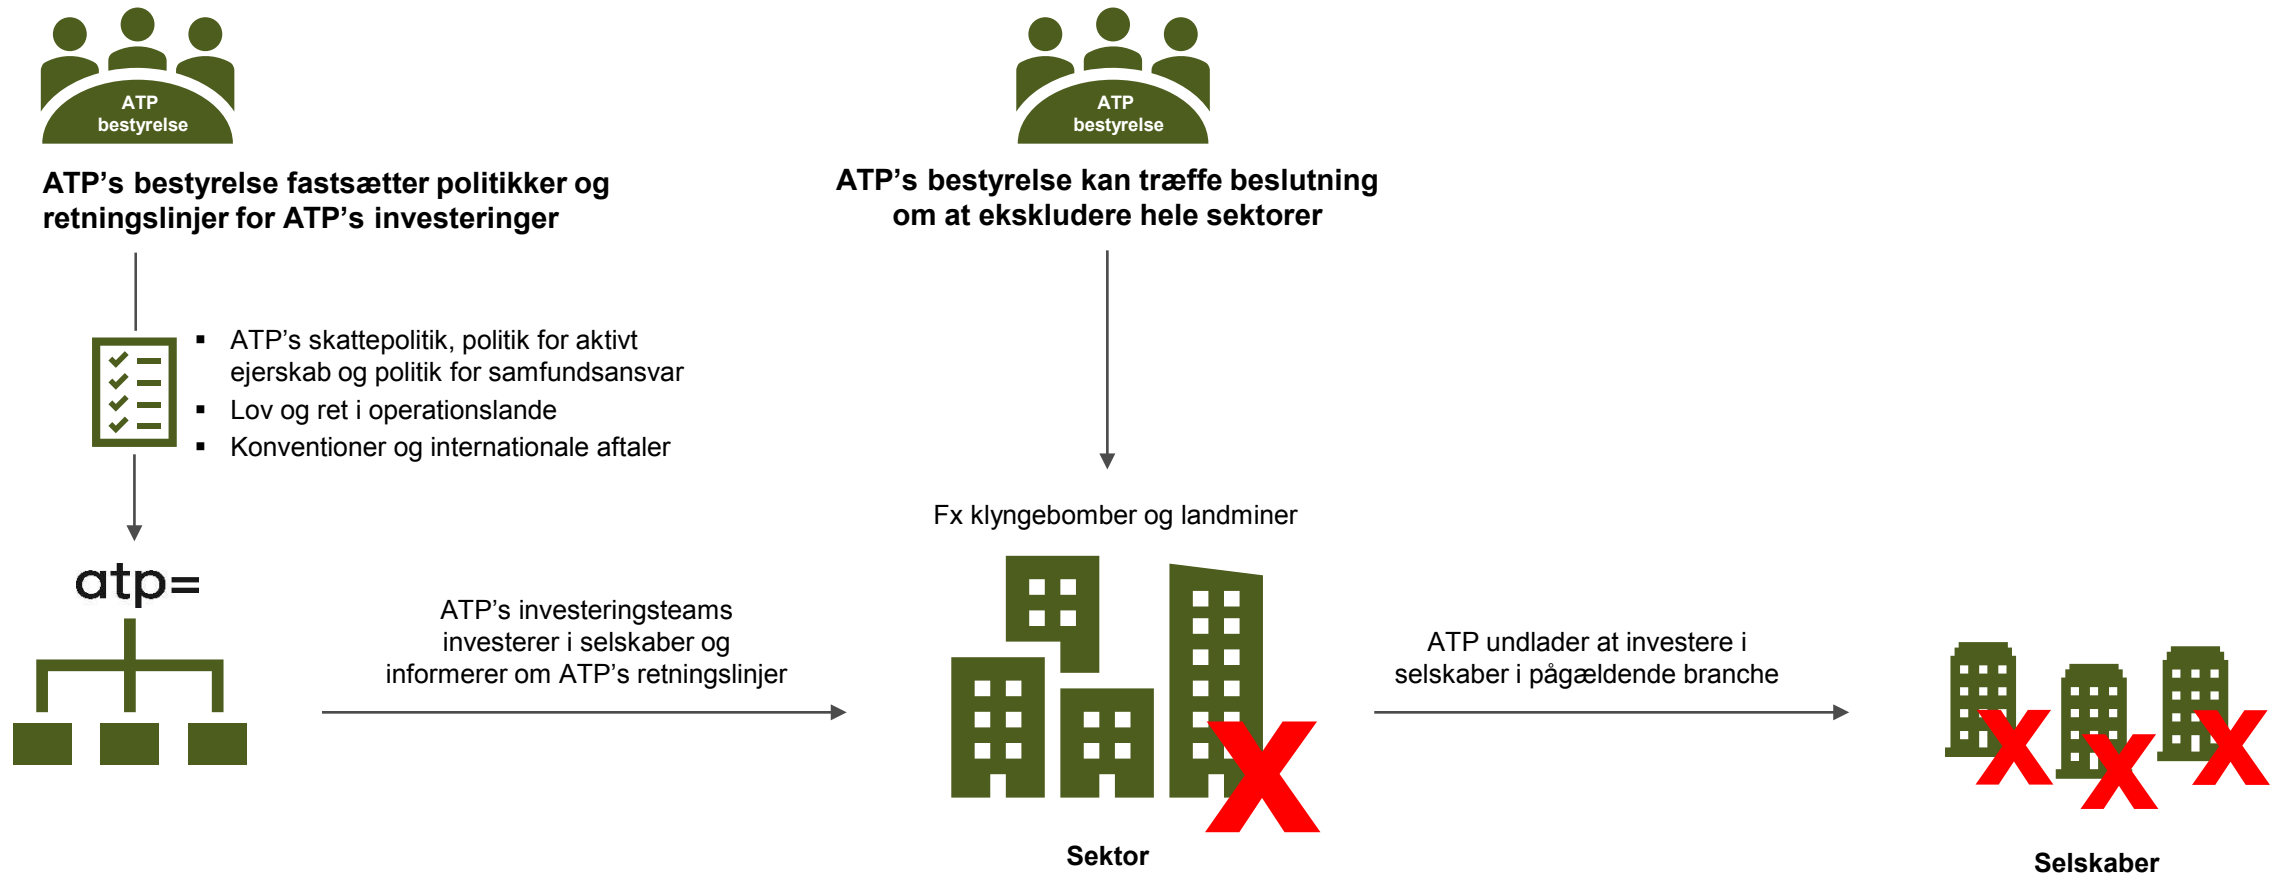 ATP
bestyrelse
ATP’s bestyrelse fastsætter politikker og
retningslinjer for ATP’s investeringer
▪ ATP’s skattepolitik, politik for aktivt
ejerskab og politik for samfundsansvar
▪ Lov og ret i operationslande
▪ Konventioner og internationale aftaler
atp=
ATP’s investeringsteams
investerer i selskaber og
informerer om ATP’s retningslinjer
ATP
bestyrelse
ATP’s bestyrelse kan træffe beslutning
om at ekskludere hele sektorer
Fx klyngebomber og landminer
Sektor
ATP undlader at investere i
selskaber i pågældende branche
Selskaber